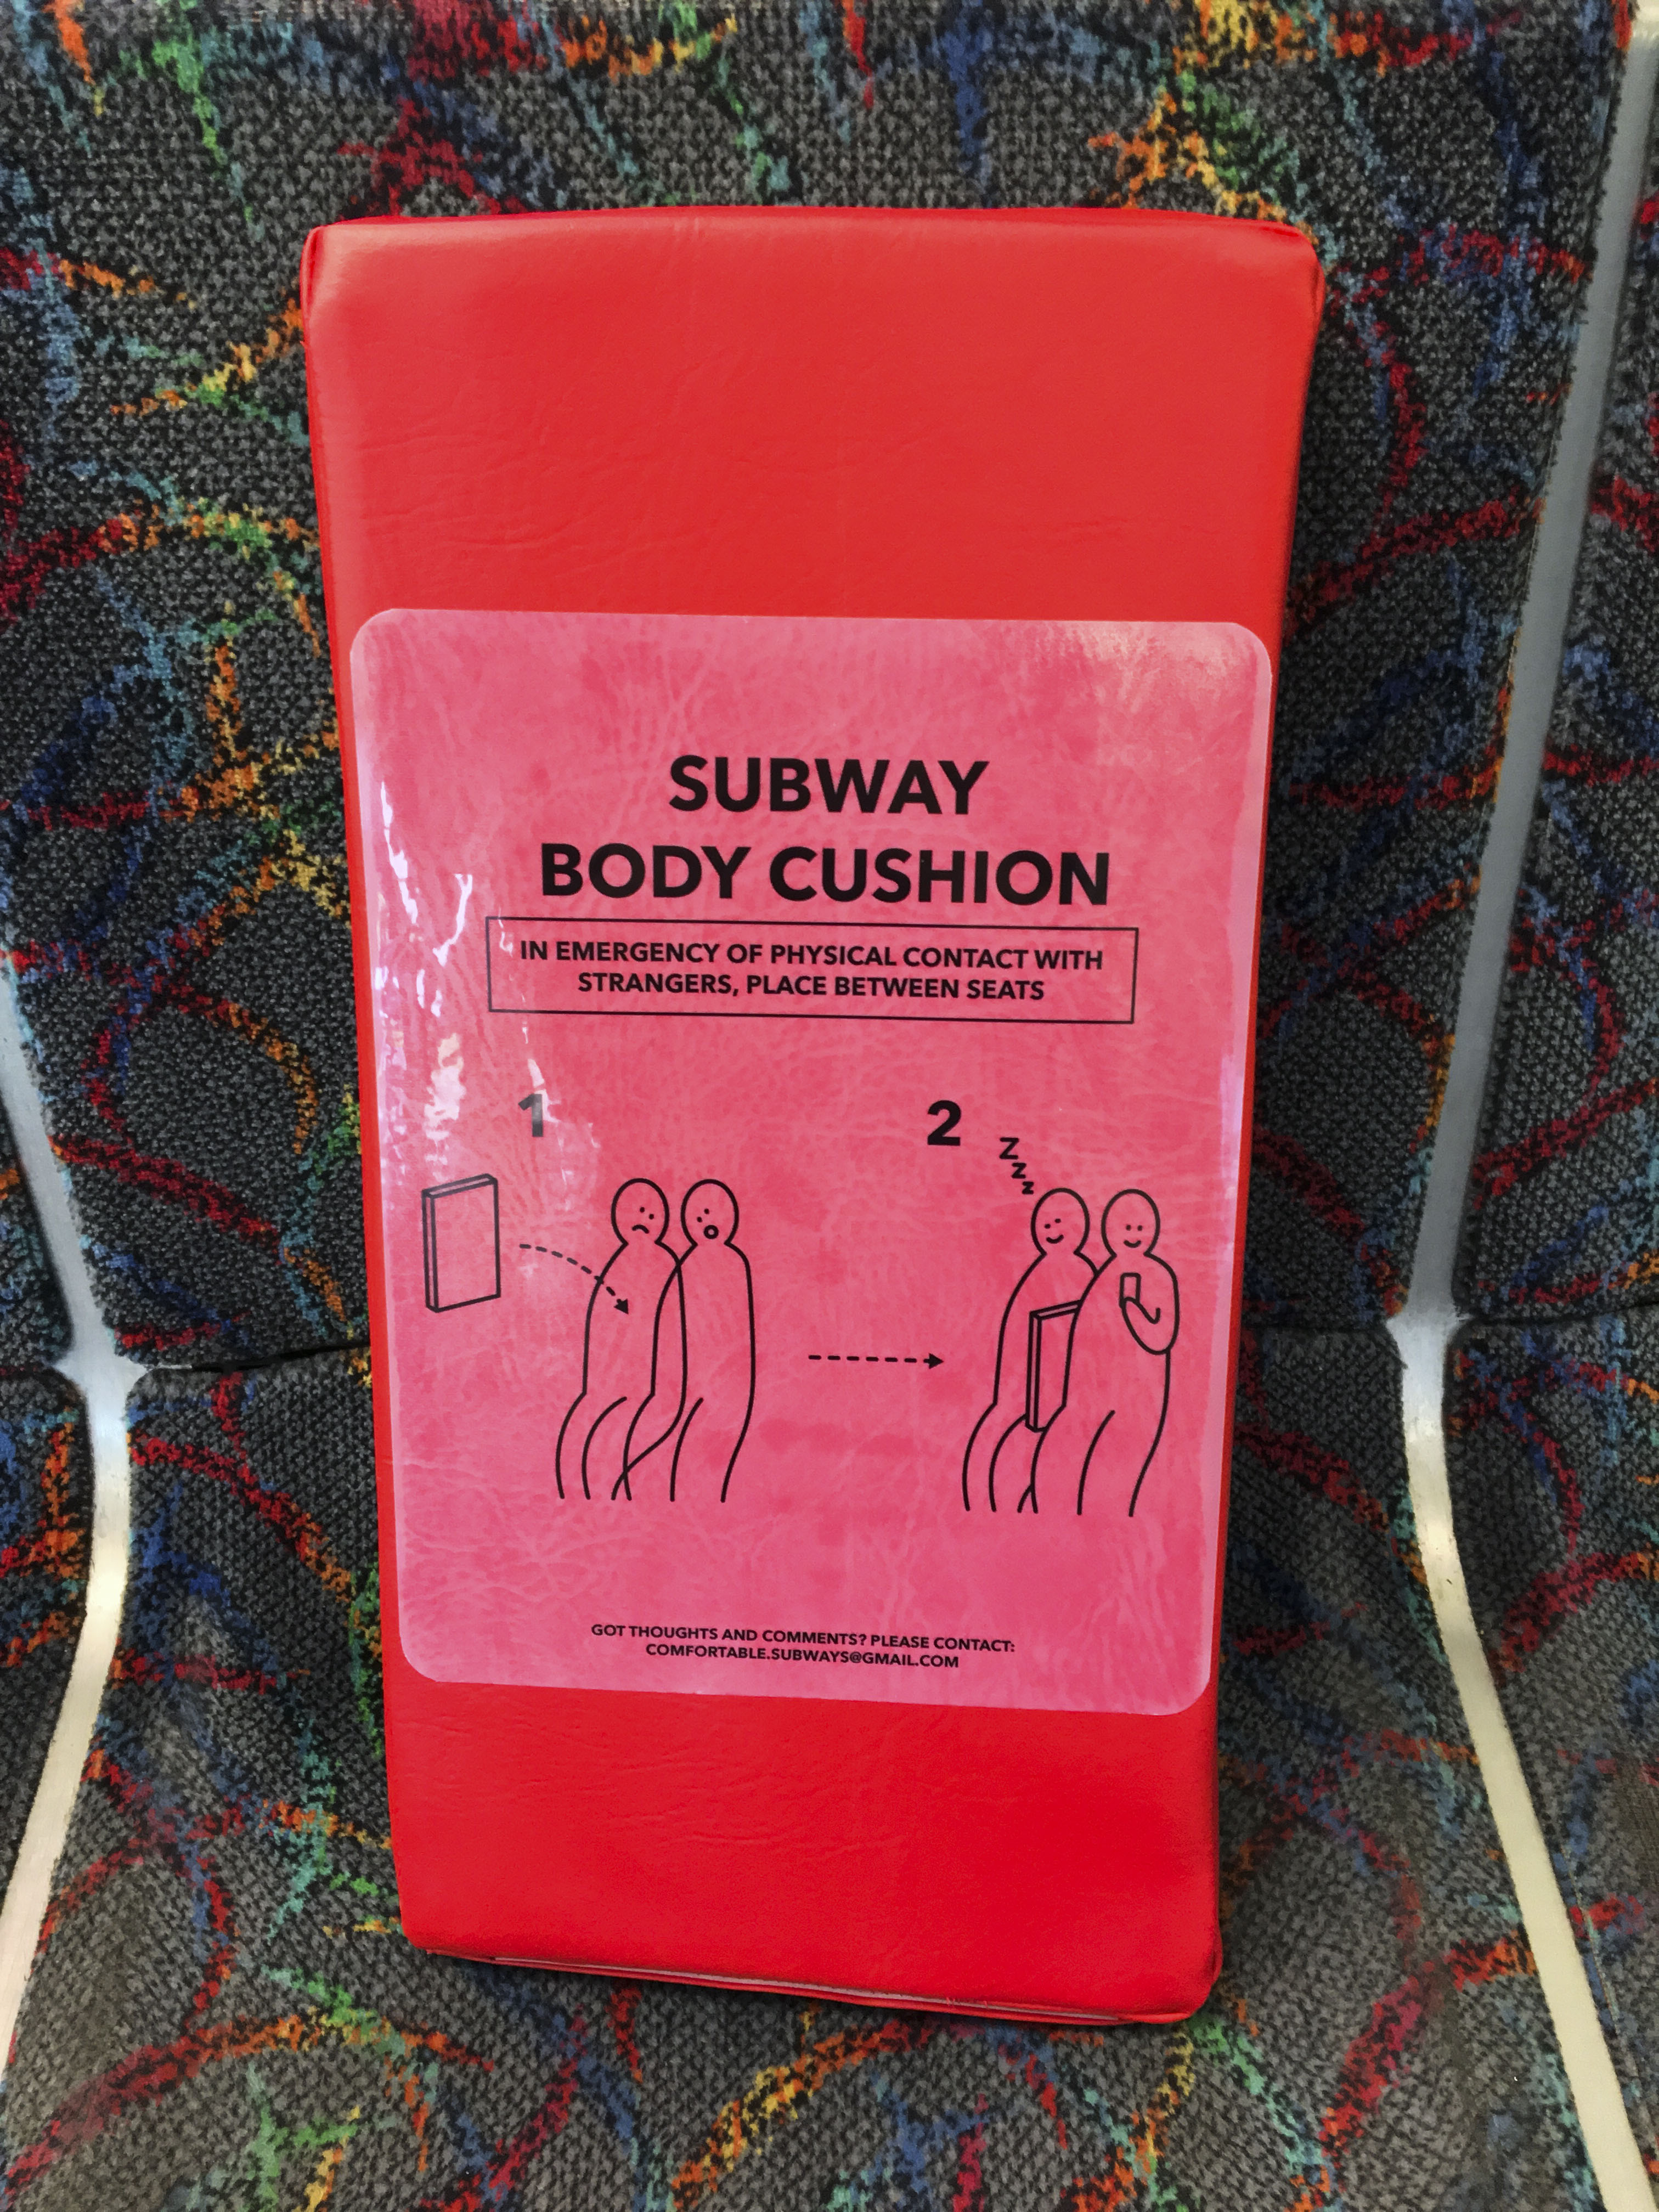 SUBWAY
BODY CUSHION
IN EMERGENCY OF PHYSICAL CONTACT WITH
STRANGERS, PLACE BETWEEN SEATS
1
2
Z
Z
Z
GOT THOUGHTS AND COMMENTS? PLEASE CONTACT:
COMFORTABLE.SUBWAYS@GMAIL.COM